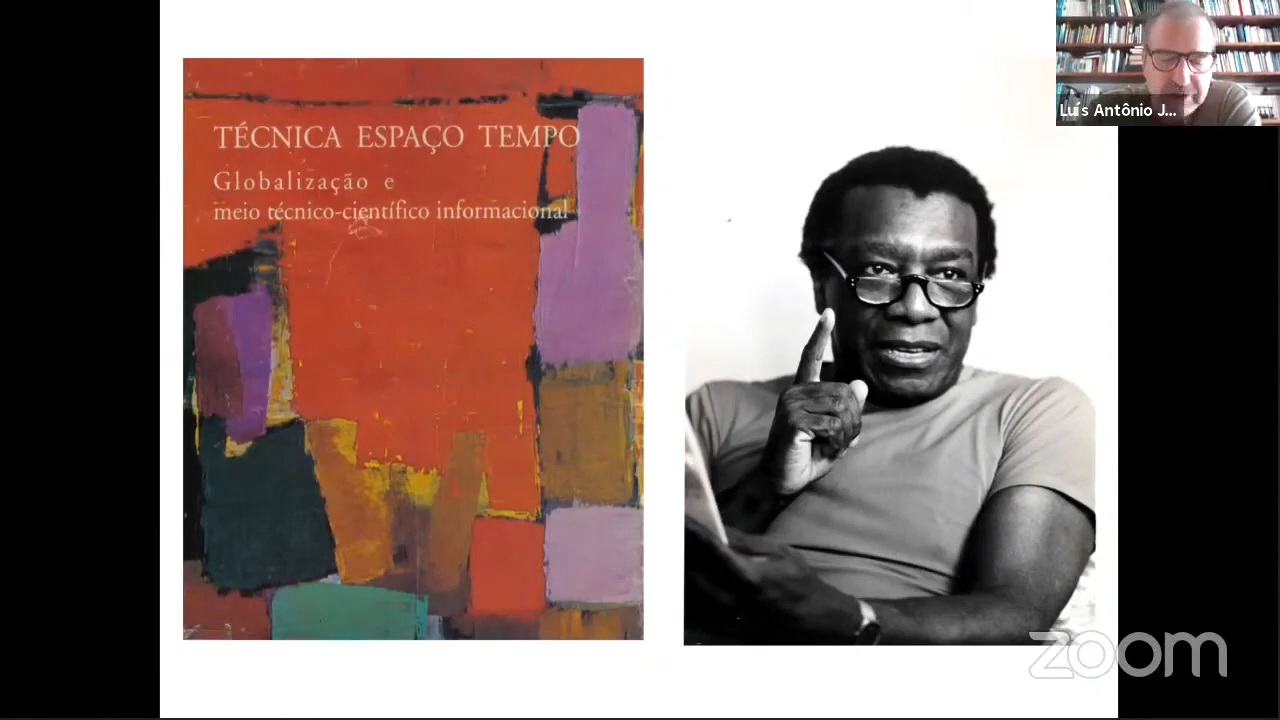 TÉCNICA ESPAÇO TEMPO
Globalização e
meio técnico-científico informacional
Luís Antônio J...
zoom